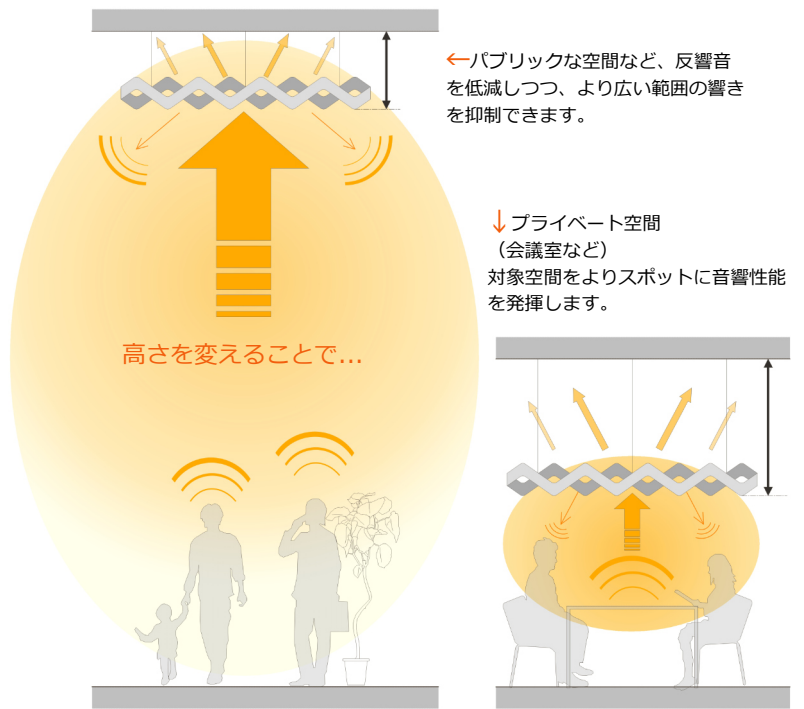 ←パブリックな空間など、反響音
を低減しつつ、より広い範囲の響き
を抑制できます。
↓プライベート空間
（会議室など）
対象空間をよりスポットに音響性能
を発揮します。
高さを変えることで…